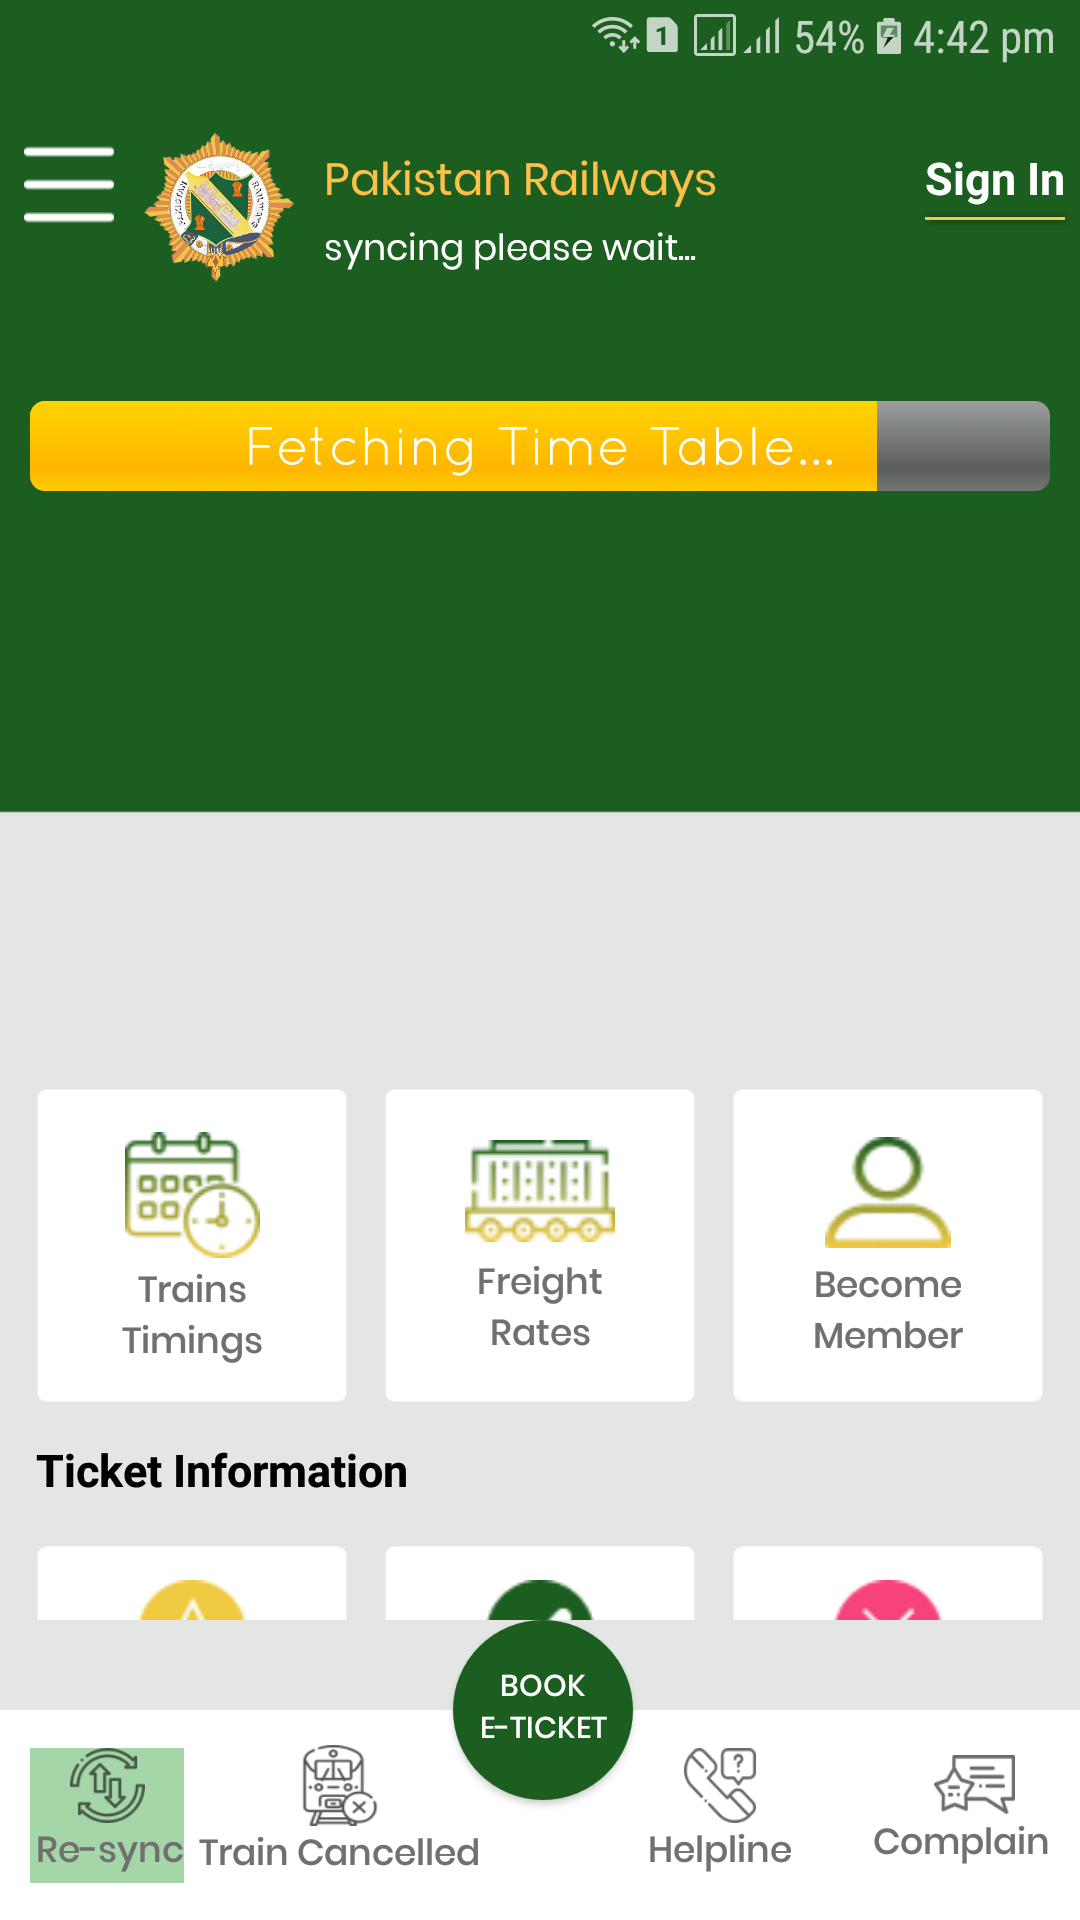 1 54% 4:42 pm
Pakistan Railways
Sign In
syncing please wait...
Fetching Time Table...
Trains
Timings
Freight
Rates
Become
Member
Ticket Information
BOOK
E-TICKET
Re-sync
Train Cancelled
Helpline
Complain